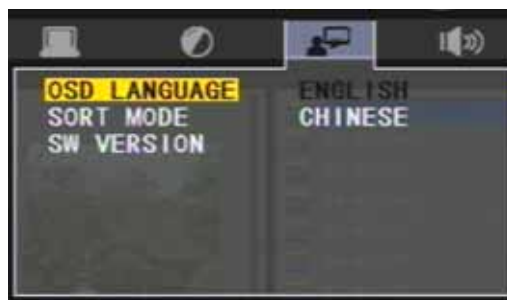 OSD LANGUAGE
SORT MODE
SW VERSION
ENGLISH
CHINESE